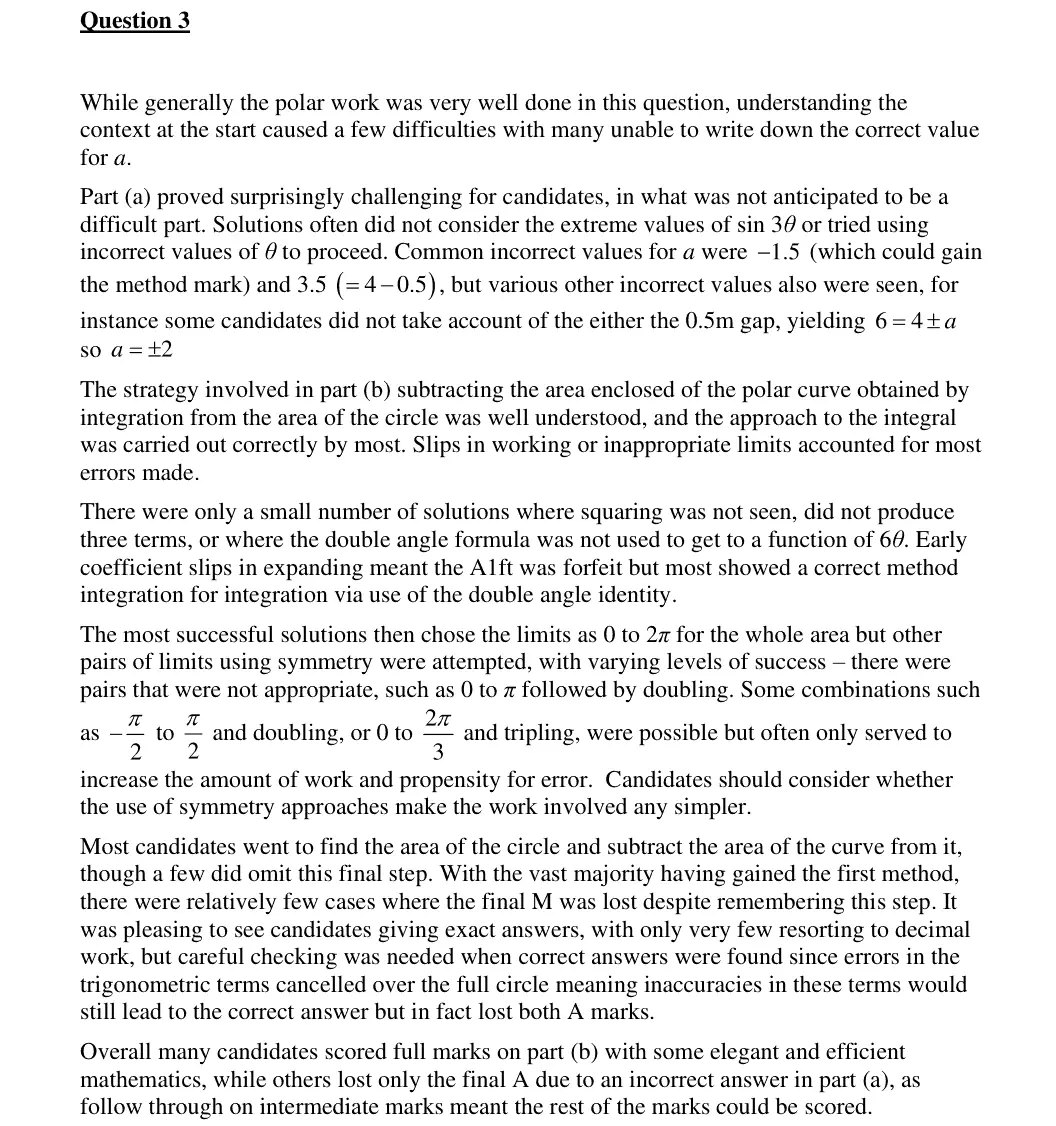 Question 3
While generally the polar work was very well done in this question, understanding the
context at the start caused a few difficulties with many unable to write down the correct value
for a.
Part (a) proved surprisingly challenging for candidates, in what was not anticipated to be a
difficult part. Solutions often did not consider the extreme values of sin 3θ or tried using
incorrect values of θ to proceed. Common incorrect values for a were −1.5 (which could gain
the method mark) and 3.5 (= 4 − 0.5), but various other incorrect values also were seen, for
instance some candidates did not take account of the either the 0.5m gap, yielding 6 = 4 ± a
so a = ±2
The strategy involved in part (b) subtracting the area enclosed of the polar curve obtained by
integration from the area of the circle was well understood, and the approach to the integral
was carried out correctly by most. Slips in working or inappropriate limits accounted for most
errors made.
There were only a small number of solutions where squaring was not seen, did not produce
three terms, or where the double angle formula was not used to get to a function of 6θ. Early
coefficient slips in expanding meant the A1ft was forfeit but most showed a correct method
integration for integration via use of the double angle identity.
The most successful solutions then chose the limits as 0 to 2π for the whole area but other
pairs of limits using symmetry were attempted, with varying levels of success – there were
pairs that were not appropriate, such as 0 to π followed by doubling. Some combinations such
as −π/2 to π/2 and doubling, or 0 to 2π/3 and tripling, were possible but often only served to
increase the amount of work and propensity for error. Candidates should consider whether
the use of symmetry approaches make the work involved any simpler.
Most candidates went to find the area of the circle and subtract the area of the curve from it,
though a few did omit this final step. With the vast majority having gained the first method,
there were relatively few cases where the final M was lost despite remembering this step. It
was pleasing to see candidates giving exact answers, with only very few resorting to decimal
work, but careful checking was needed when correct answers were found since errors in the
trigonometric terms cancelled over the full circle meaning inaccuracies in these terms would
still lead to the correct answer but in fact lost both A marks.
Overall many candidates scored full marks on part (b) with some elegant and efficient
mathematics, while others lost only the final A due to an incorrect answer in part (a), as
follow through on intermediate marks meant the rest of the marks could be scored.